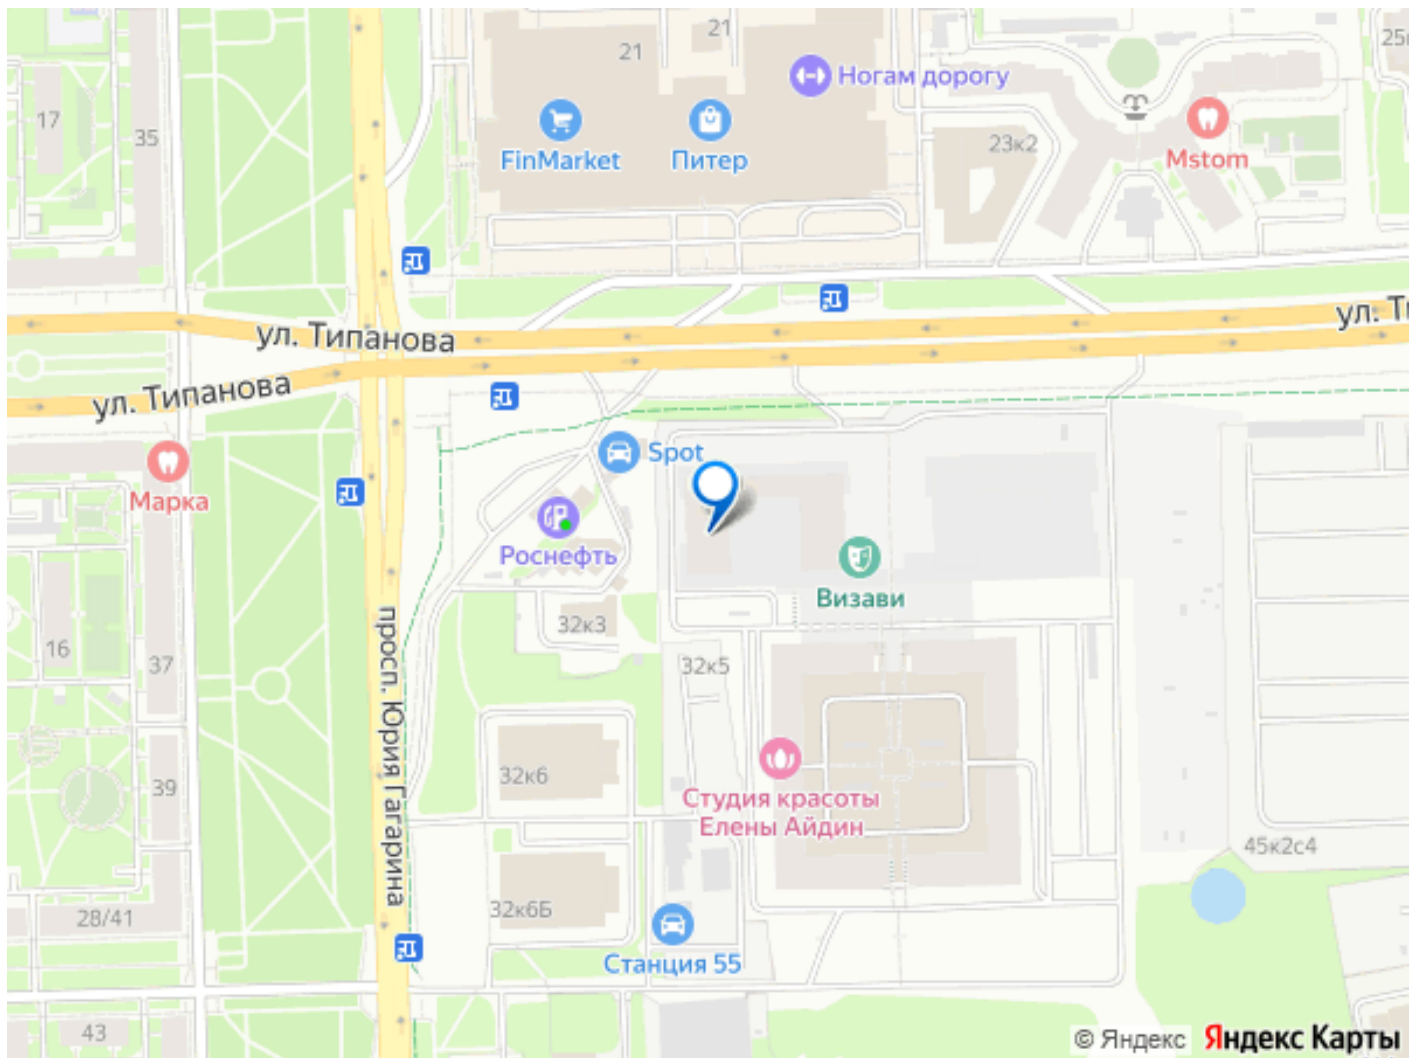 21
21
Ногам дорогу
17
35
FinMarket
Питер
23к2
Mstom
ул. Типанова
ул. Т
ул. Типанова
Марка
Spot
Роснефть
Визави
32к3
16
37
просп. Юрия Гагарина
32к5
32к6
39
Студия красоты
Елены Айдин
45к2с4
28/41
32к6Б
Станция 55
43
© Яндекс
Яндекс Карты